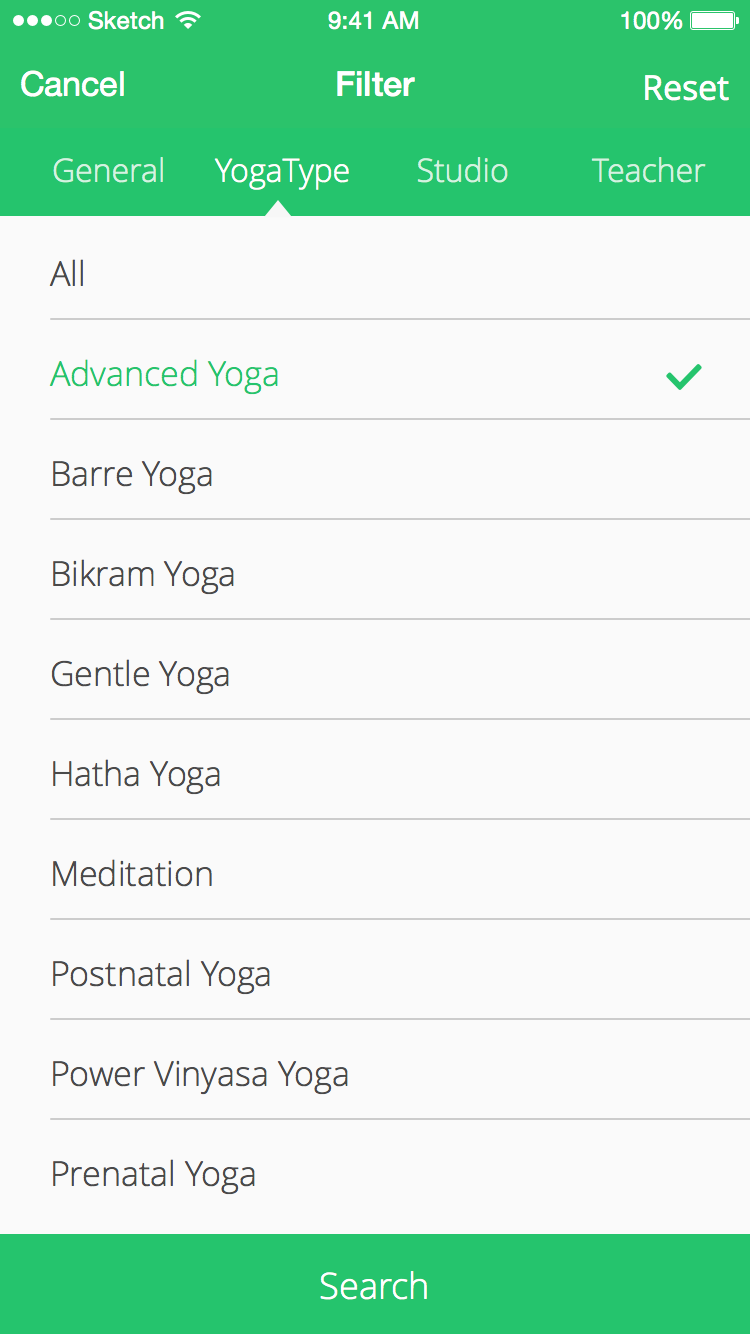 Sketch 9:41 AM 100%
Cancel Filter Reset
General YogaType Studio Teacher
All
Advanced Yoga
Barre Yoga
Bikram Yoga
Gentle Yoga
Hatha Yoga
Meditation
Postnatal Yoga
Power Vinyasa Yoga
Prenatal Yoga
Search